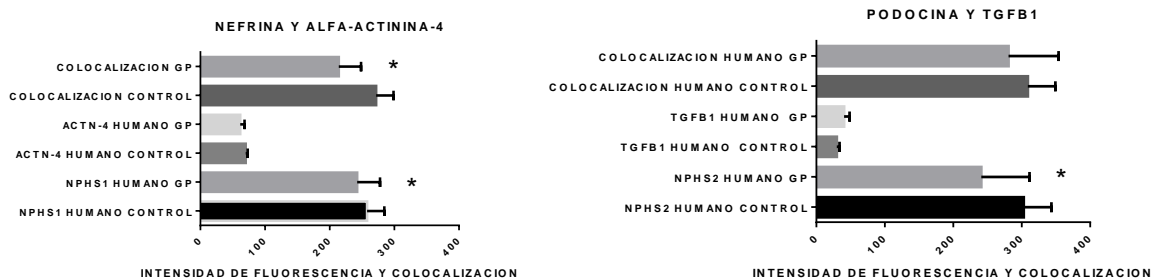 NEFRINA Y ALFA-ACTININA-4
COLOCALIZACION GP
*
COLOCALIZACION CONTROL
ACTN-4 HUMANO GP
ACTN-4 HUMANO CONTROL
NPHS1 HUMANO GP
*
NPHS1 HUMANO CONTROL
0
100
200
300
400
INTENSIDAD DE FLUORESCENCIA Y COLOCALIZACION
PODOCINA Y TGFB1
COLOCALIZACION HUMANO GP
COLOCALIZACION HUMANO CONTROL
TGFB1 HUMANO GP
TGFB1 HUMANO CONTROL
NPHS2 HUMANO GP
*
NPHS2 HUMANO CONTROL
0
100
200
300
400
INTENSIDAD DE FLUORESCENCIA Y COLOCALIZACION